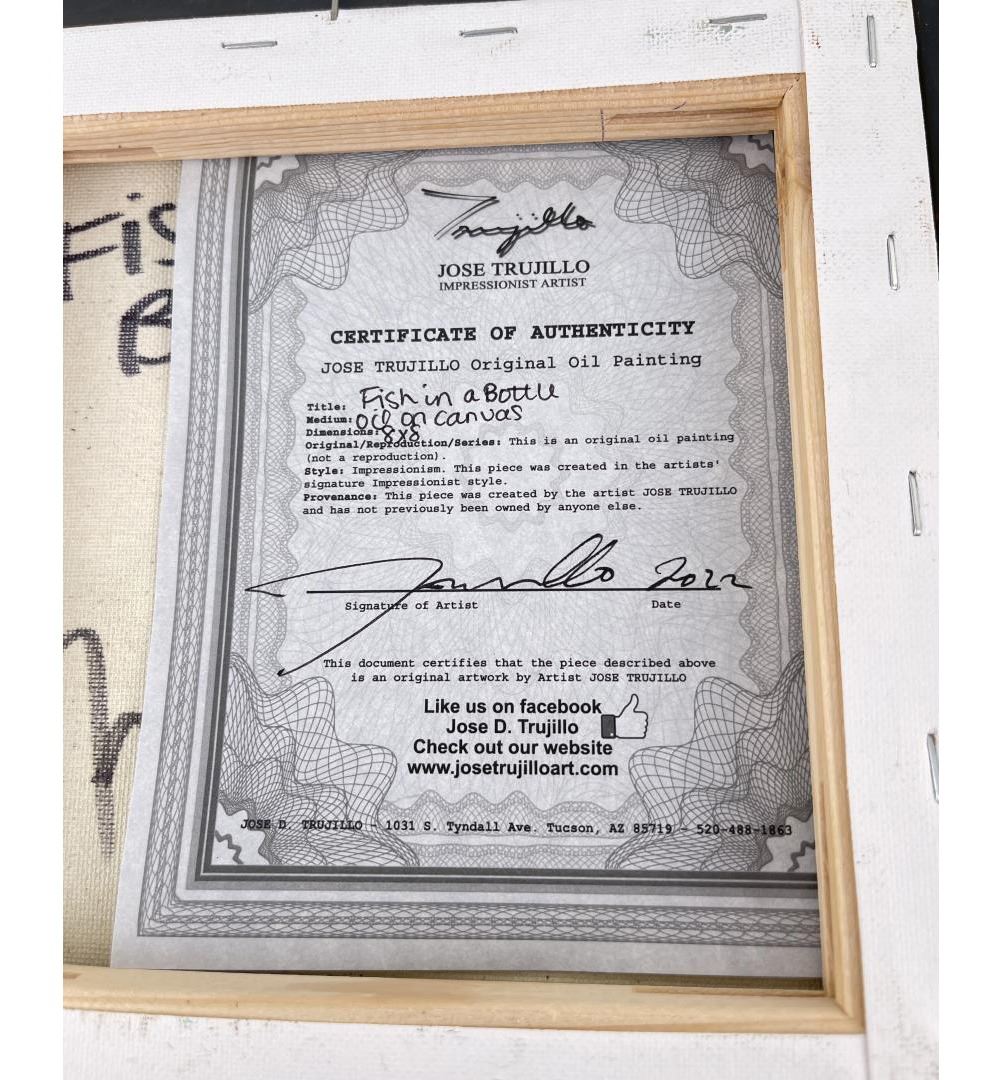 Fis
B
Trujillo
JOSE TRUJILLO
IMPRESSIONIST ARTIST
CERTIFICATE OF AUTHENTICITY
JOSE TRUJILLO Original Oil Painting
Title: Fish in a Bottle
Medium: Oil on canvas
Dimensions: 8x8
Original/Reproduction/Series: This is an original oil painting
(not a reproduction).
Style: Impressionism. This piece was created in the artists'
signature Impressionist style.
Provenance: This piece was created by the artist JOSE TRUJILLO
and has not previously been owned by anyone else.
Trujillo 2022
Signature of Artist Date
This document certifies that the piece described above
is an original artwork by Artist JOSE TRUJILLO
Like us on facebook
Jose D. Trujillo
Check out our website
www.josetrujilloart.com
JOSE D. TRUJILLO - 1031 S. Tyndall Ave. Tucson, AZ 85719 - 520-488-1863